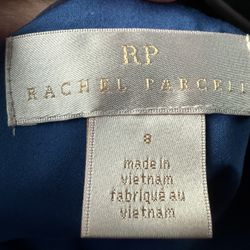 RP
RACHEL PARCELL
8
made in
vietnam
fabriqué au
vietnam